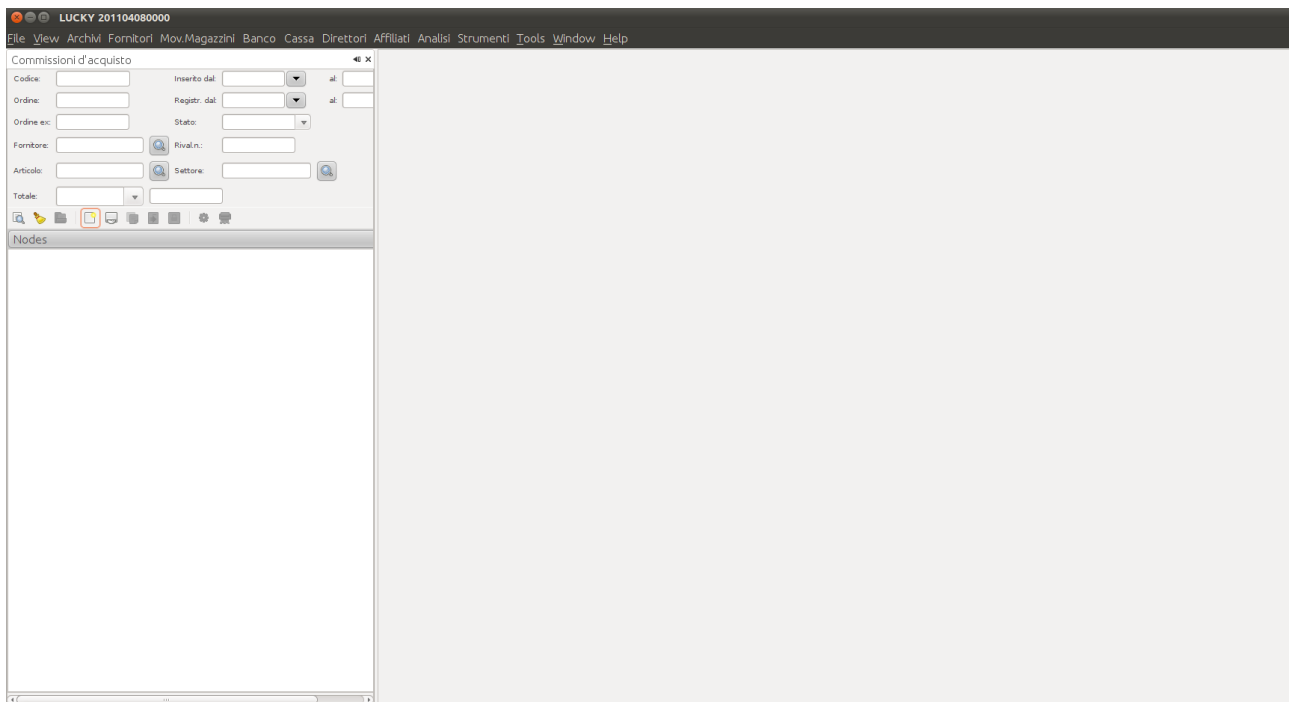 LUCKY 201104080000
File View Archivi Fornitori Mov.Magazzini Banco Cassa Direttori Affiliati Analisi Strumenti Tools Window Help
Commissioni d'acquisto
Codice: Inserito dal: al:
Ordine: Registr. dal: al:
Ordine ex: Stato:
Fornitore: Rival.n.:
Articolo: Settore:
Totale:
Nodes